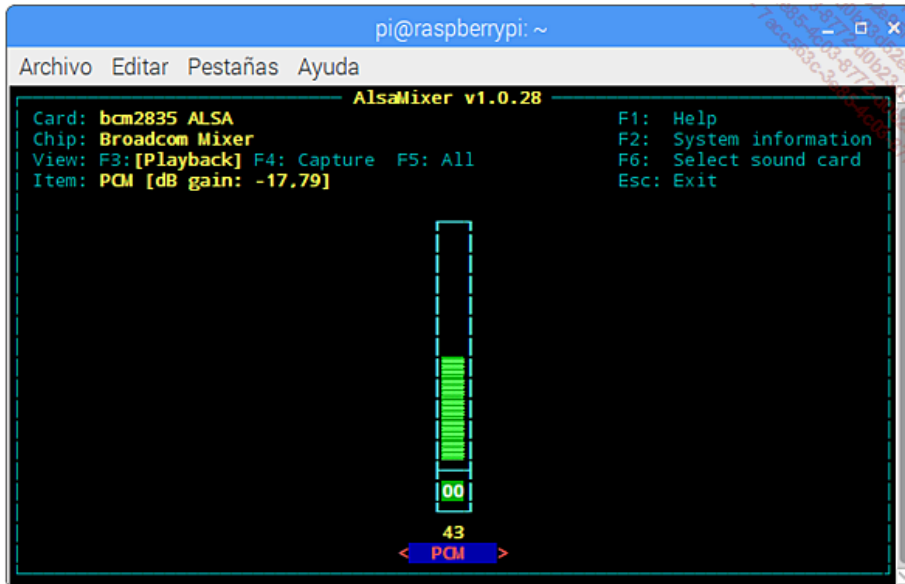 pi@raspberrypi: ~
Archivo Editar Pestañas Ayuda
AlsaMixer v1.0.28
Card: bcm2835 ALSA F1: Help
Chip: Broadcom Mixer F2: System information
View: F3:[Playback] F4: Capture F5: All F6: Select sound card
Item: PCM [dB gain: -17,79] Esc: Exit
00
43
< PCM >